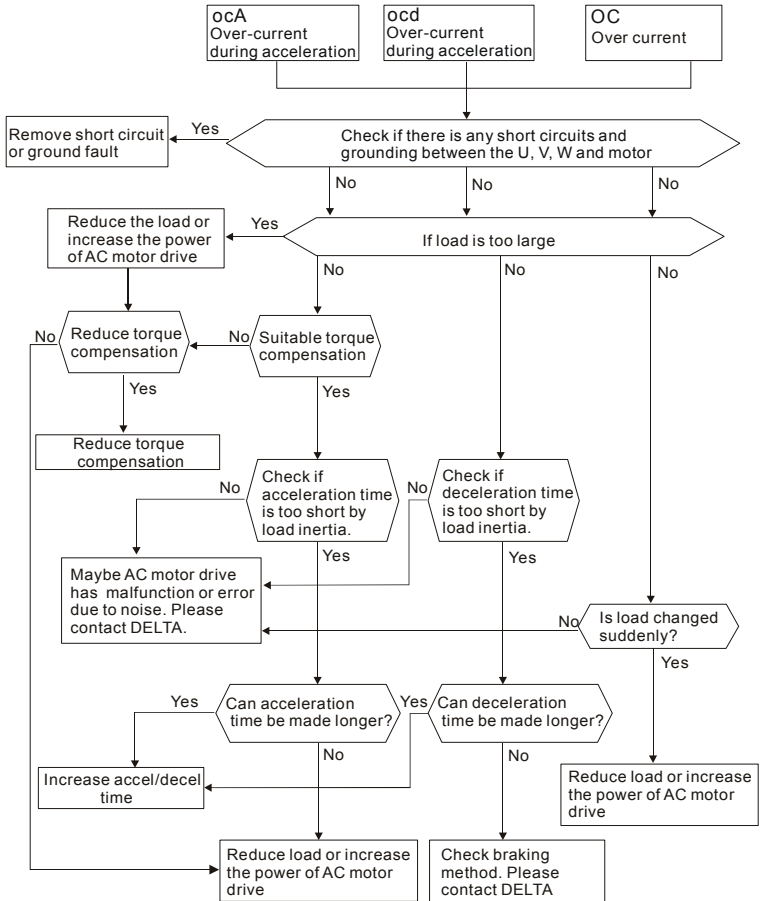 ocA
Over-current
during acceleration
ocd
Over-current
during acceleration
OC
Over current
Remove short circuit
or ground fault
Yes
Check if there is any short circuits and
grounding between the U, V, W and motor
No
No
No
Reduce the load or
increase the power
of AC motor drive
Yes
If load is too large
No
No
No
No
Reduce torque
compensation
No
Suitable torque
compensation
Yes
Yes
Reduce torque
compensation
No
Check if
acceleration time
is too short by
load inertia.
No
Check if
deceleration time
is too short by
load inertia.
Yes
Yes
Maybe AC motor drive
has malfunction or error
due to noise. Please
contact DELTA.
No
Is load changed
suddenly?
Yes
Yes
Can acceleration
time be made longer?
Yes
Can deceleration
time be made longer?
No
No
Increase accel/decel
time
Reduce load or increase
the power of AC motor
drive
Reduce load or increase
the power of AC motor
drive
Check braking
method. Please
contact DELTA